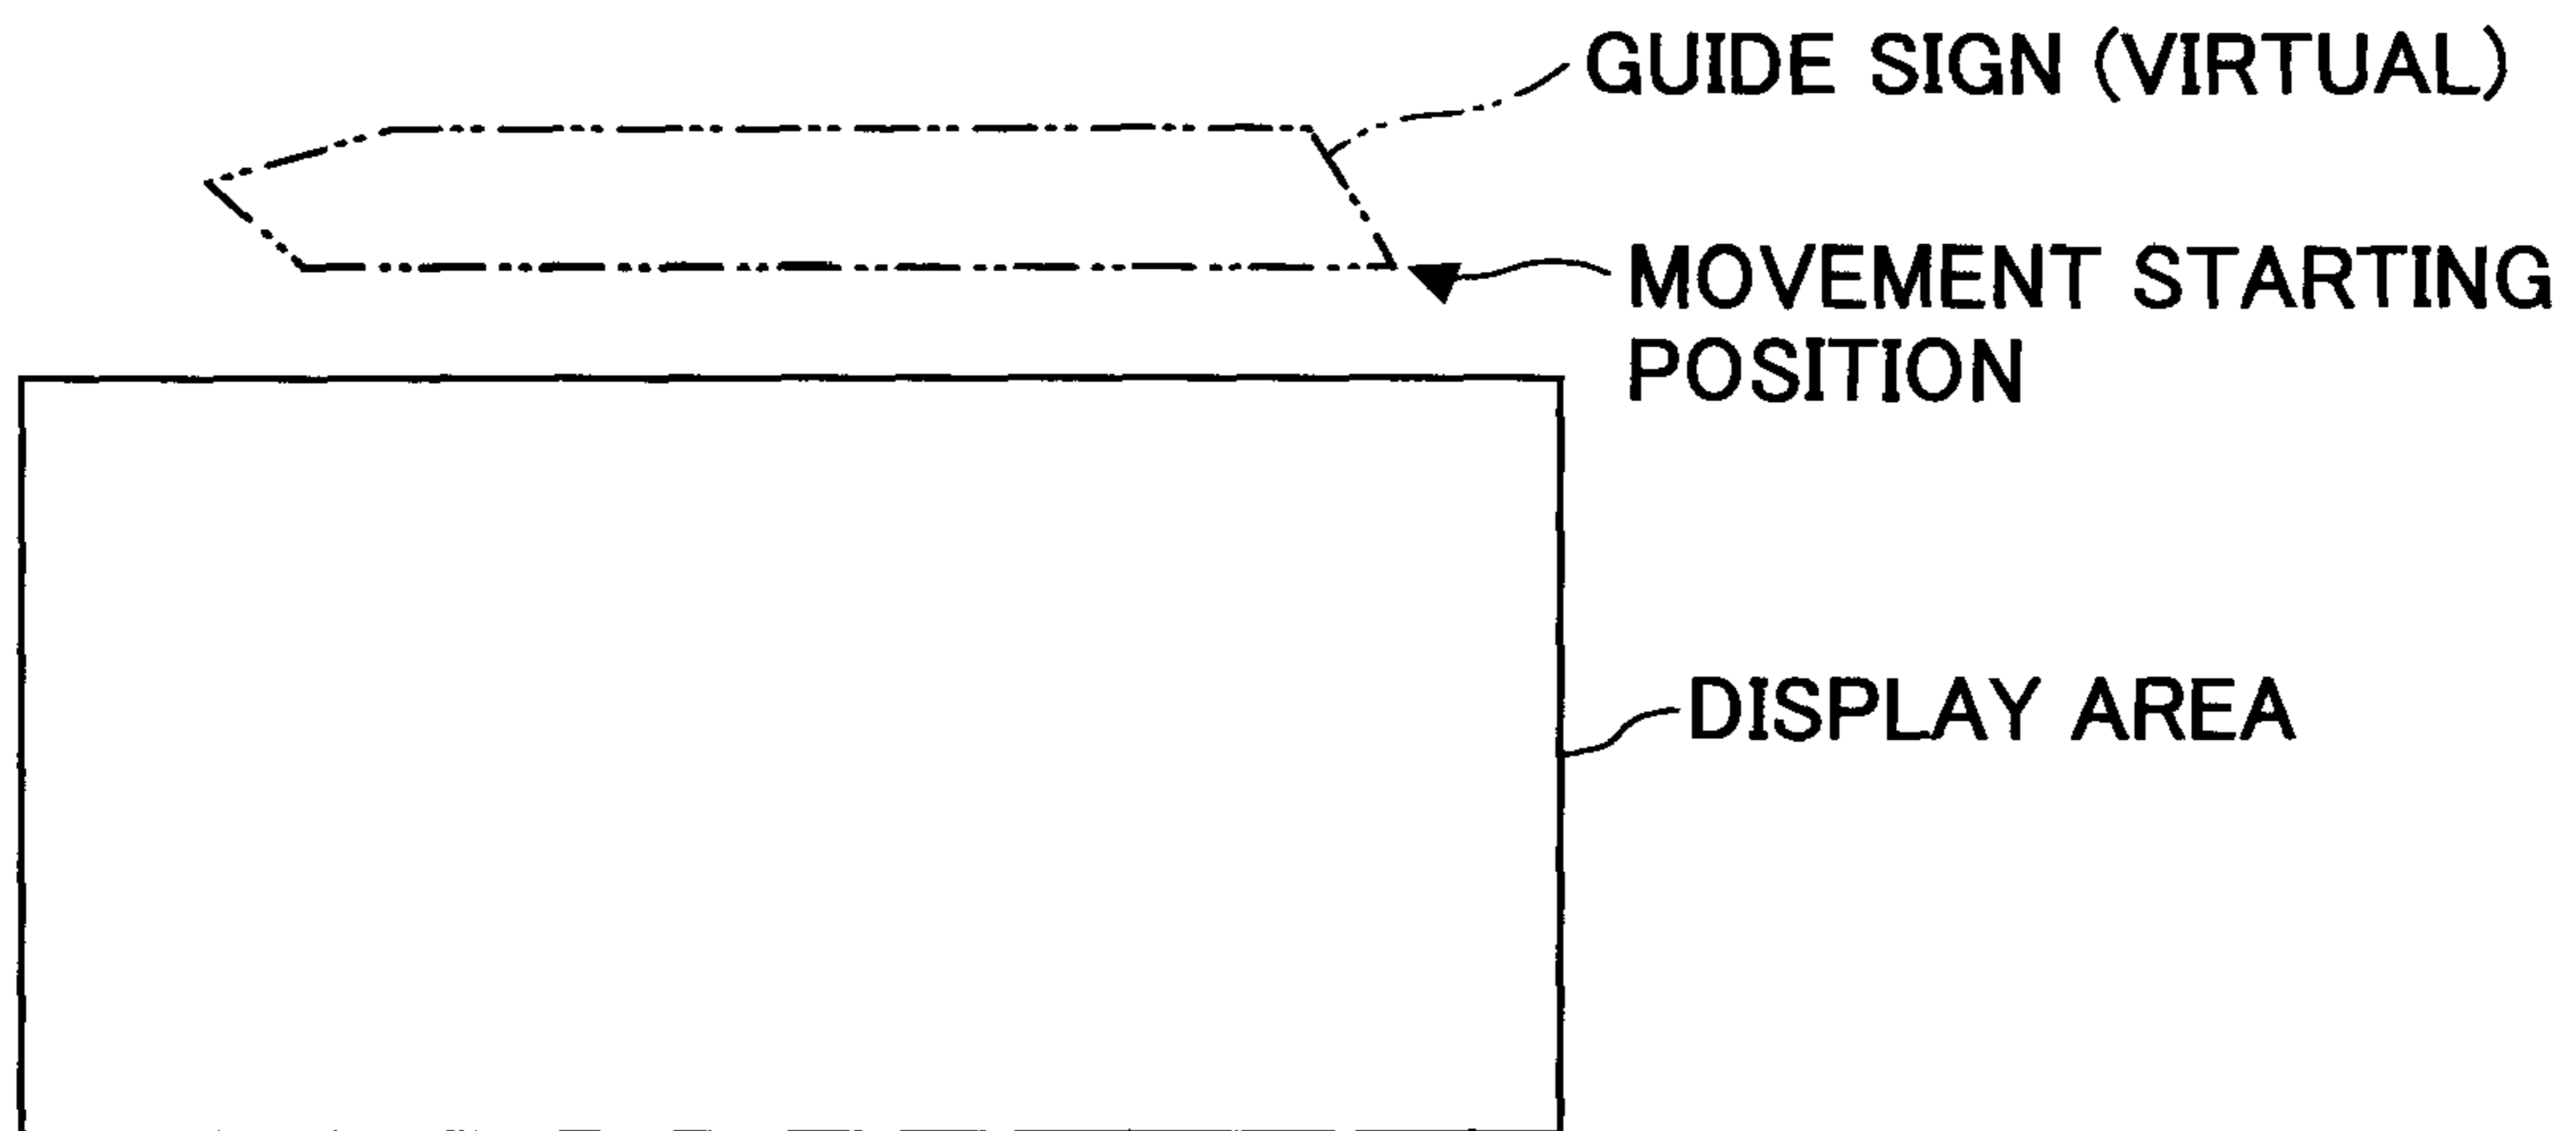 GUIDE SIGN (VIRTUAL)
MOVEMENT STARTING
POSITION
DISPLAY AREA